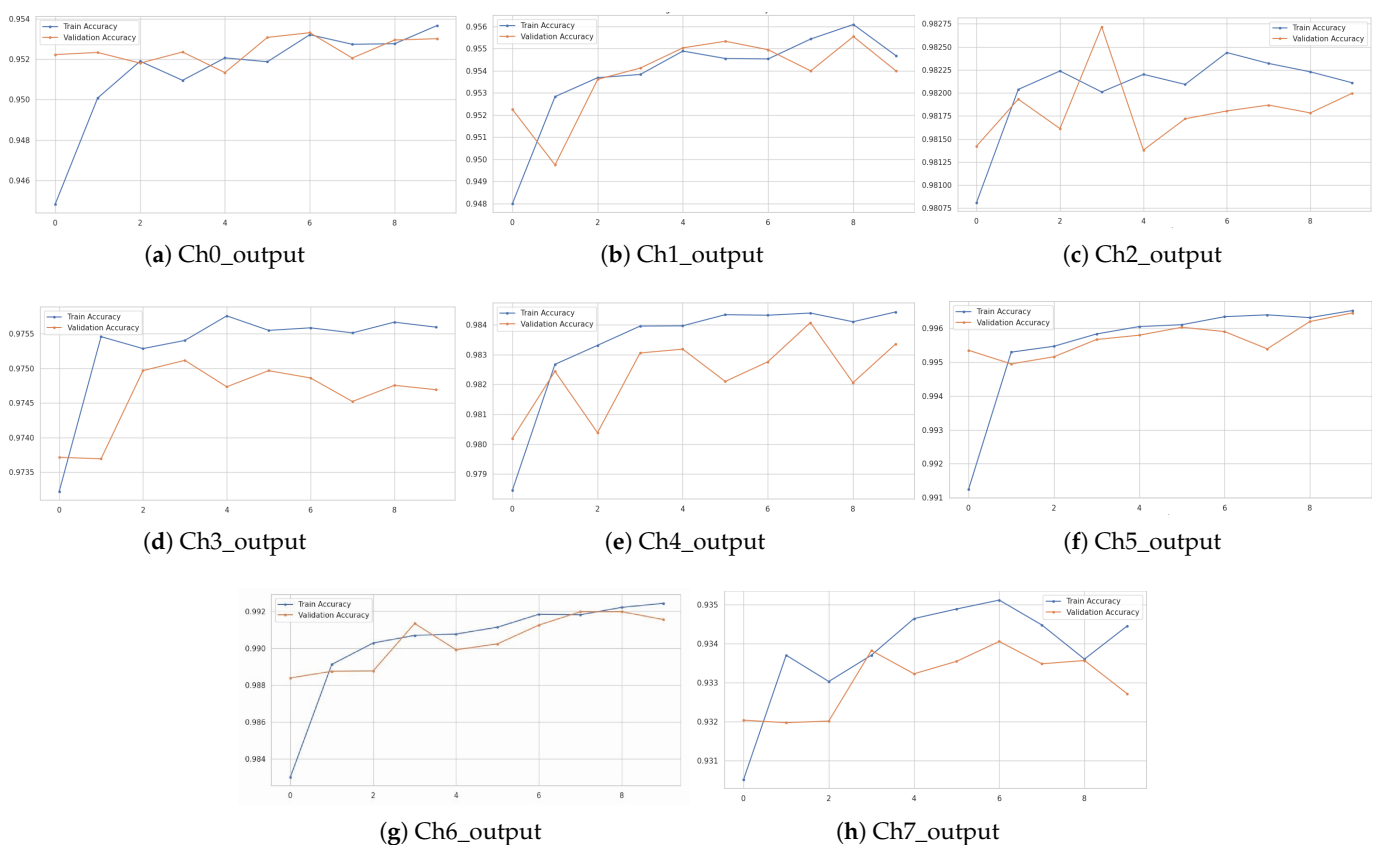 0.954
0.952
0.950
0.948
0.946
Train Accuracy
Validation Accuracy
0 2 4 6 8
(a) Ch0_output
0.956
0.955
0.954
0.953
0.952
0.951
0.950
0.949
0.948
Train Accuracy
Validation Accuracy
0 2 4 6 8
(b) Ch1_output
0.98275
0.98250
0.98225
0.98200
0.98175
0.98150
0.98125
0.98100
0.98075
Train Accuracy
Validation Accuracy
0 2 4 6 8
(c) Ch2_output
0.9755
0.9750
0.9745
0.9740
0.9735
Train Accuracy
Validation Accuracy
0 2 4 6 8
(d) Ch3_output
0.984
0.983
0.982
0.981
0.980
0.979
Train Accuracy
Validation Accuracy
0 2 4 6 8
(e) Ch4_output
0.996
0.995
0.994
0.993
0.992
0.991
Train Accuracy
Validation Accuracy
0 2 4 6 8
(f) Ch5_output
0.992
0.990
0.988
0.986
0.984
Train Accuracy
Validation Accuracy
0 2 4 6 8
(g) Ch6_output
0.935
0.934
0.933
0.932
0.931
Train Accuracy
Validation Accuracy
0 2 4 6 8
(h) Ch7_output